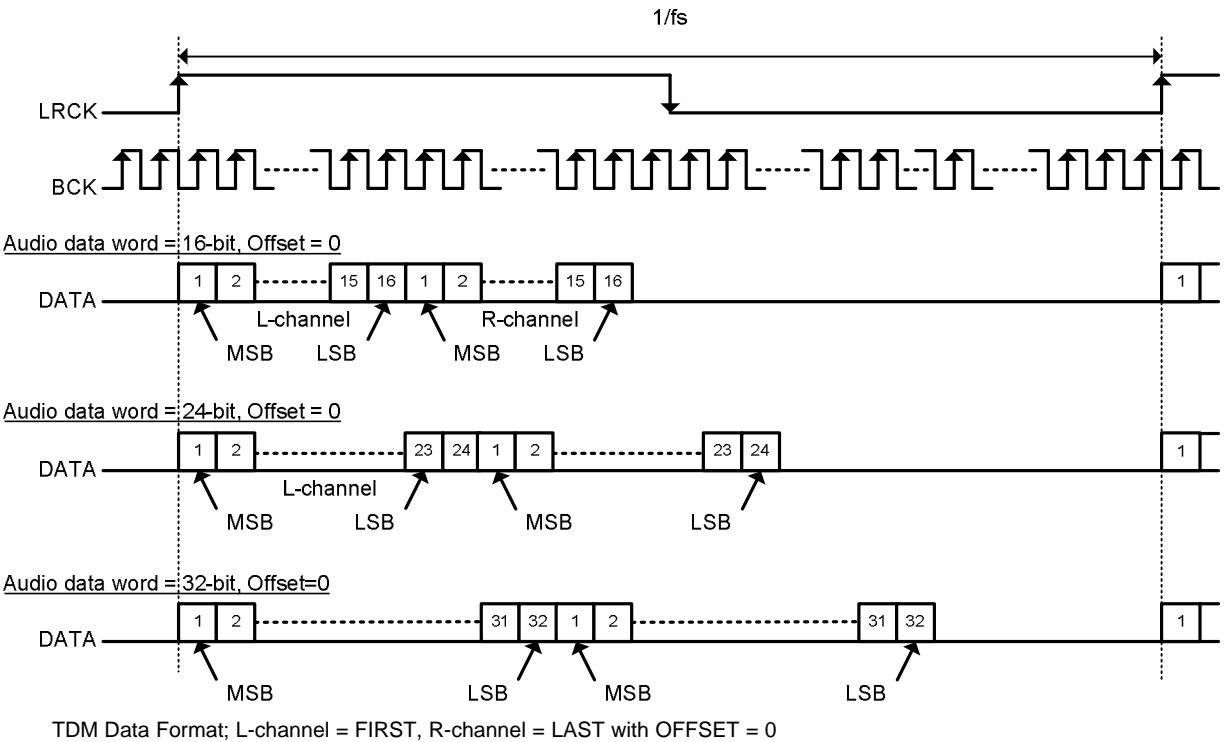 1/fs
LRCK
BCK
Audio data word = 16-bit, Offset = 0
DATA
1 2 15 16 1 2 15 16 1
L-channel R-channel
MSB LSB MSB LSB
Audio data word = 24-bit, Offset = 0
DATA
1 2 23 24 1 2 23 24 1
L-channel
MSB LSB MSB LSB
Audio data word = 32-bit, Offset=0
DATA
1 2 31 32 1 2 31 32 1
MSB LSB MSB LSB
TDM Data Format; L-channel = FIRST, R-channel = LAST with OFFSET = 0